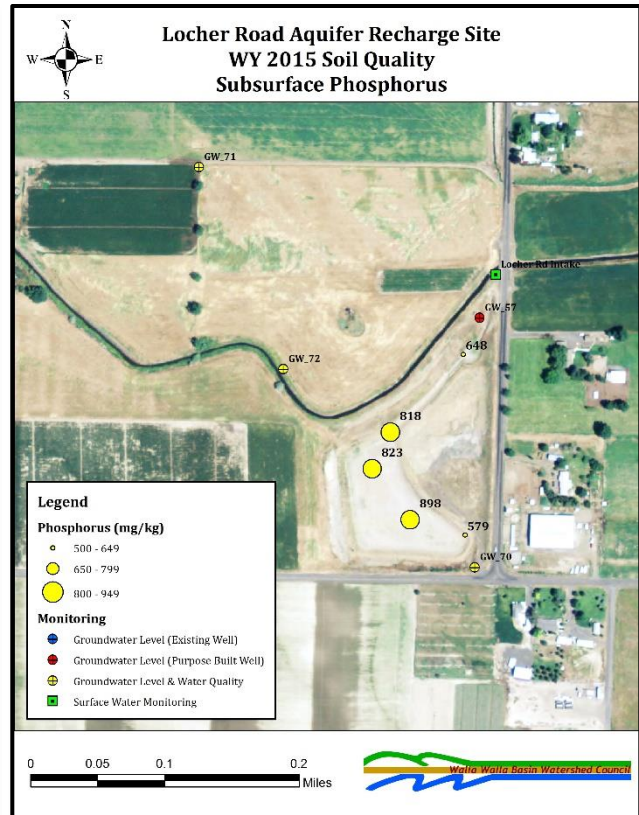 Locher Road Aquifer Recharge Site
WY 2015 Soil Quality
Subsurface Phosphorus
N
W
E
S
GW_71
Locher Rd Intake
GW_57
648
GW_72
818
823
898
579
GW_70
Legend
Phosphorus (mg/kg)
500 - 649
650 - 799
800 - 949
Monitoring
Groundwater Level (Existing Well)
Groundwater Level (Purpose Built Well)
Groundwater Level & Water Quality
Surface Water Monitoring
0 0.05 0.1 0.2
Miles
Walla Walla Basin Watershed Council